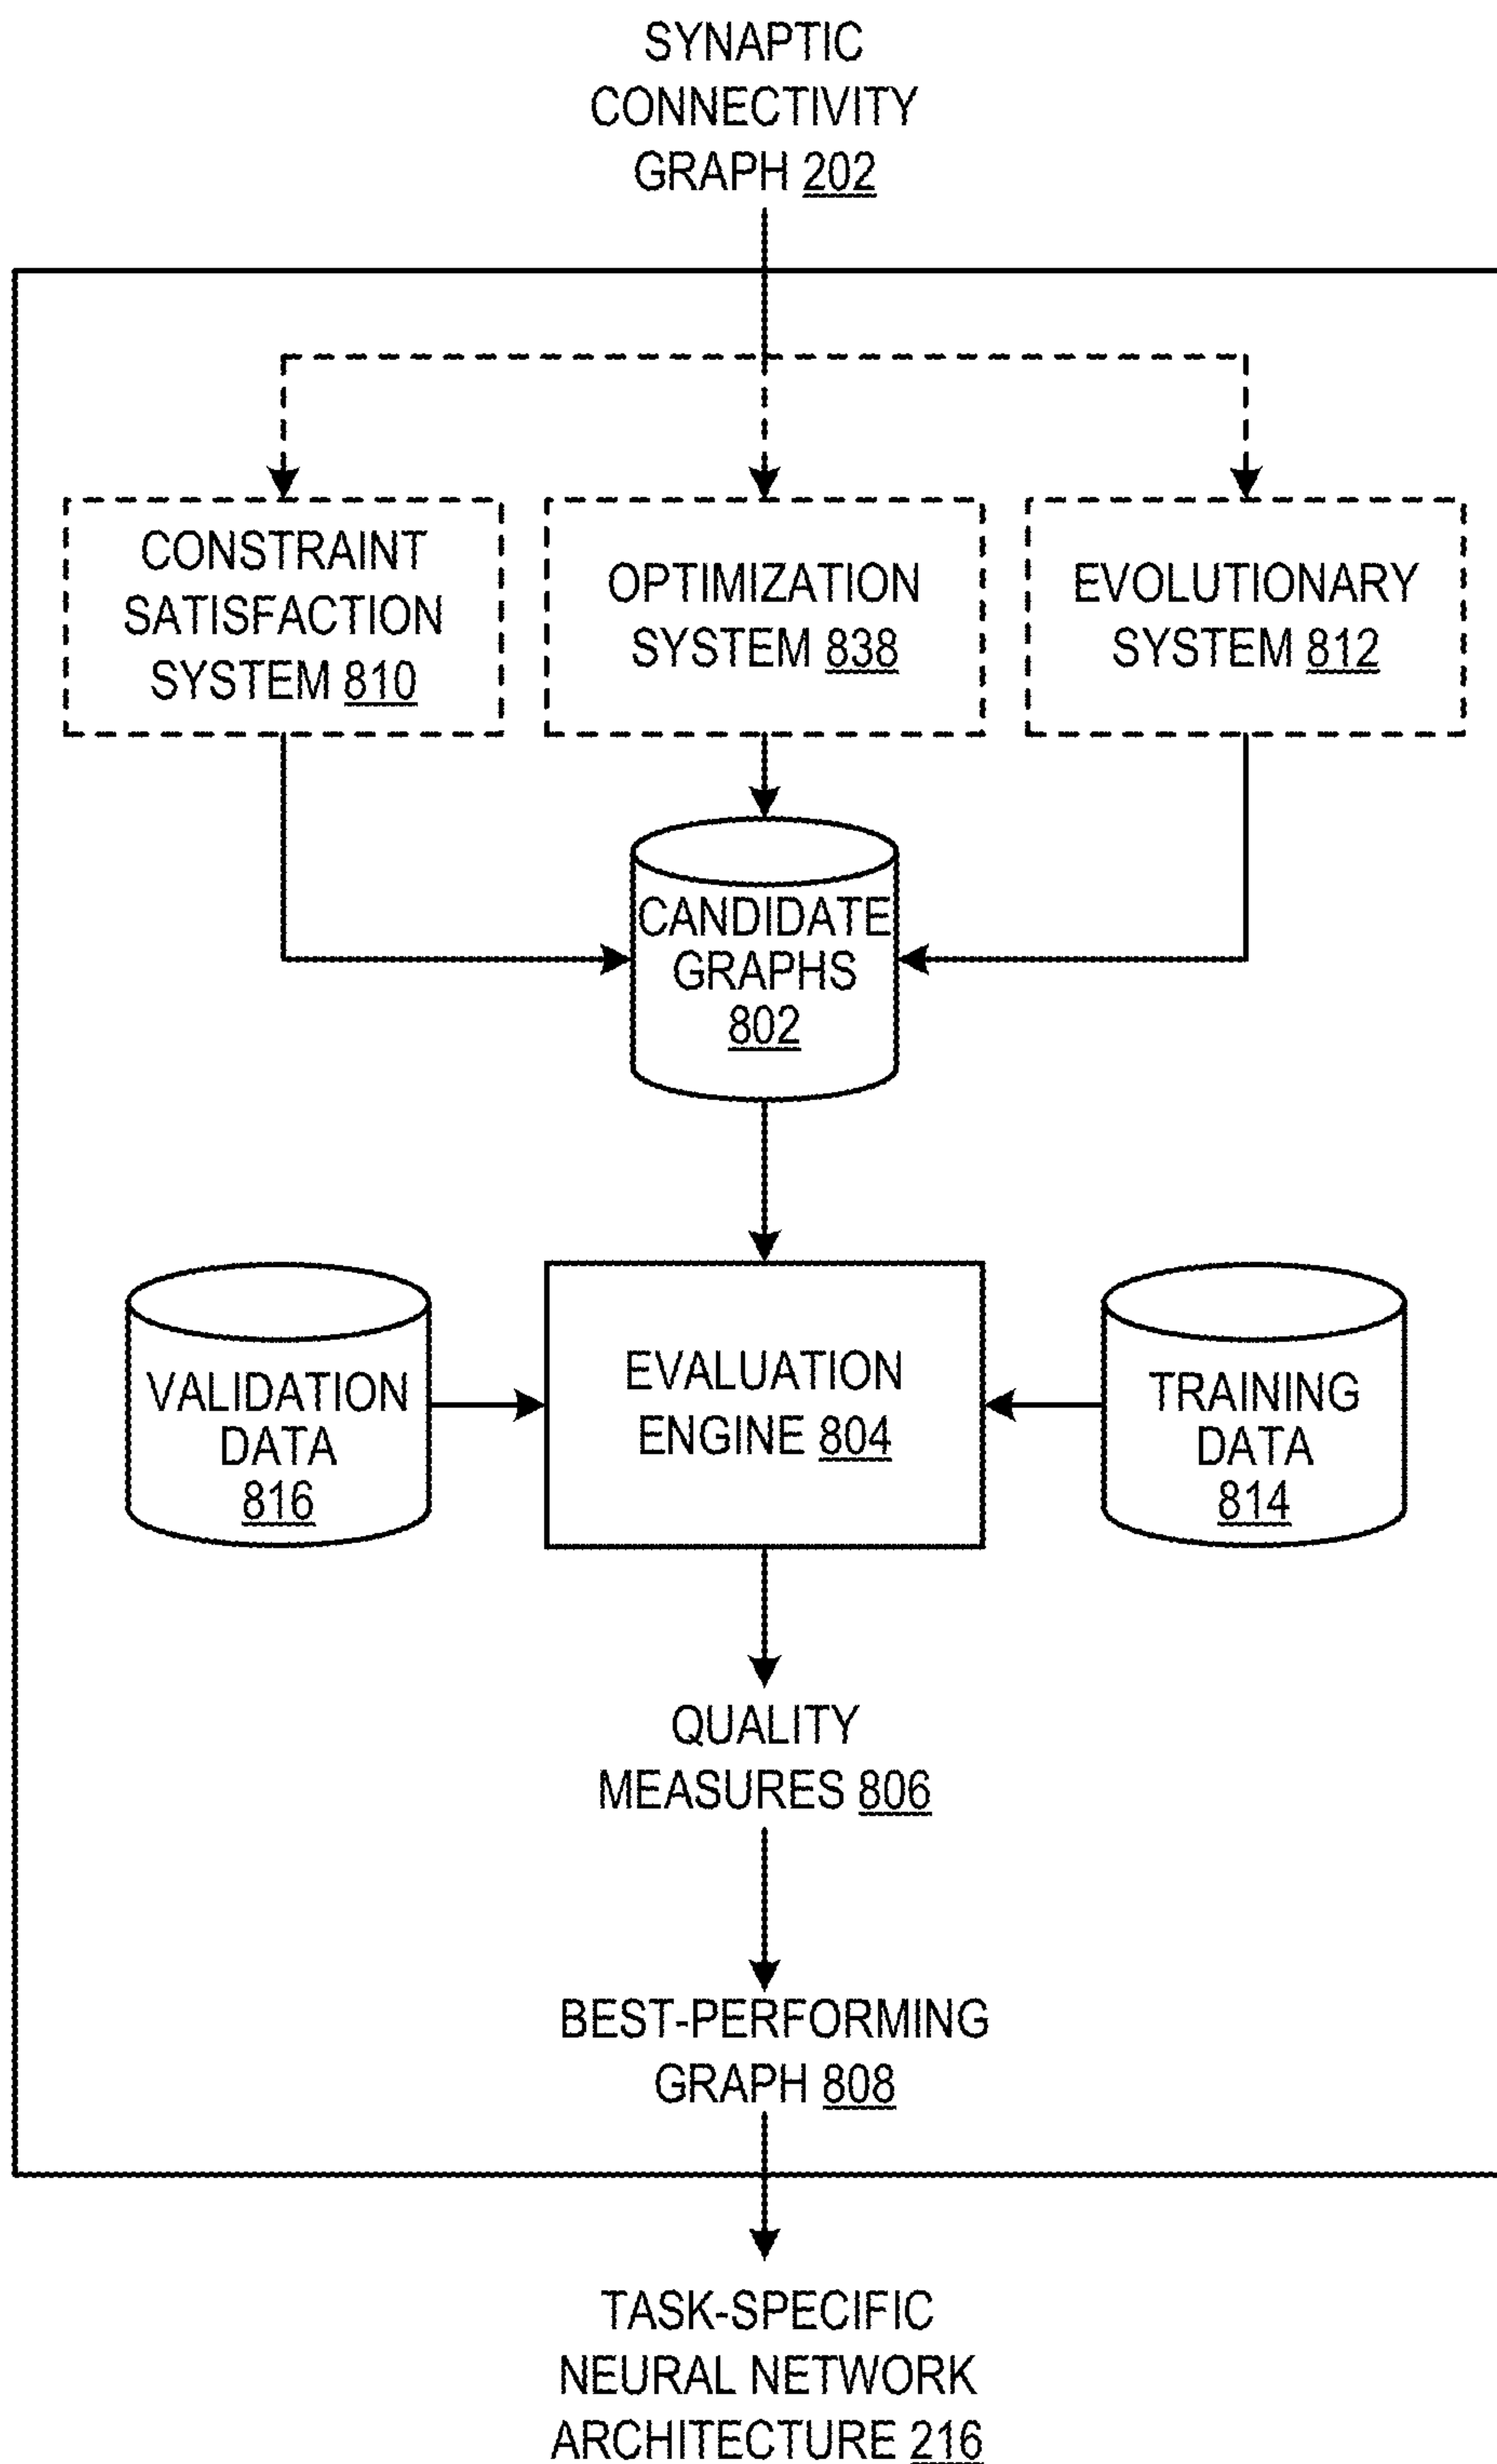 SYNAPTIC
CONNECTIVITY
GRAPH 202
CONSTRAINT
SATISFACTION
SYSTEM 810
OPTIMIZATION
SYSTEM 838
EVOLUTIONARY
SYSTEM 812
CANDIDATE
GRAPHS
802
VALIDATION
DATA
816
EVALUATION
ENGINE 804
TRAINING
DATA
814
QUALITY
MEASURES 806
BEST-PERFORMING
GRAPH 808
TASK-SPECIFIC
NEURAL NETWORK
ARCHITECTURE 216